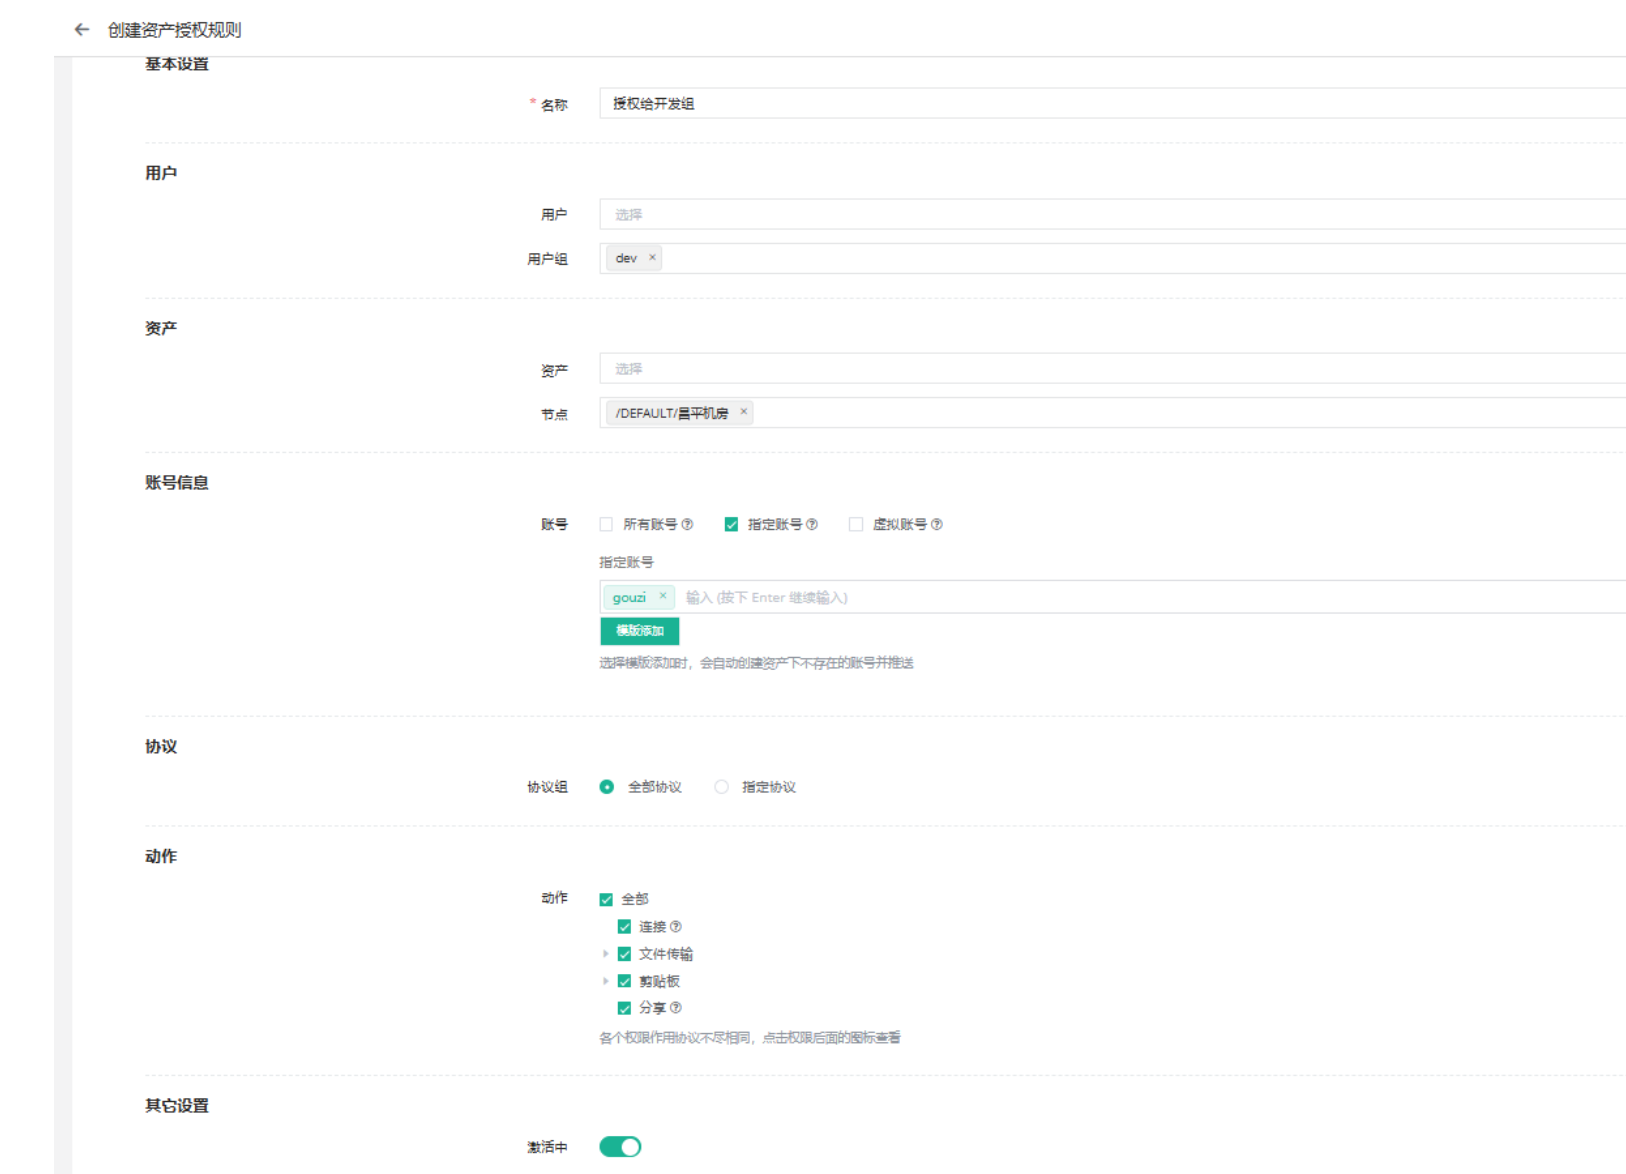 创建资产授权规则
基本设置
* 名称 授权给开发组
用户
用户 选择
用户组 dev ×
资产
资产 选择
节点 /DEFAULT/昌平机房 ×
账号信息
账号 所有账号 指定账号 虚拟账号
指定账号
gouzi × 输入 (按下 Enter 继续输入)
模版添加
选择模版添加时，会自动创建资产下不存在的账号并推送
协议
协议组 全部协议 指定协议
动作
动作 全部
连接
文件传输
剪贴板
分享
各个权限作用协议不尽相同，点击权限后面的图标查看
其它设置
激活中